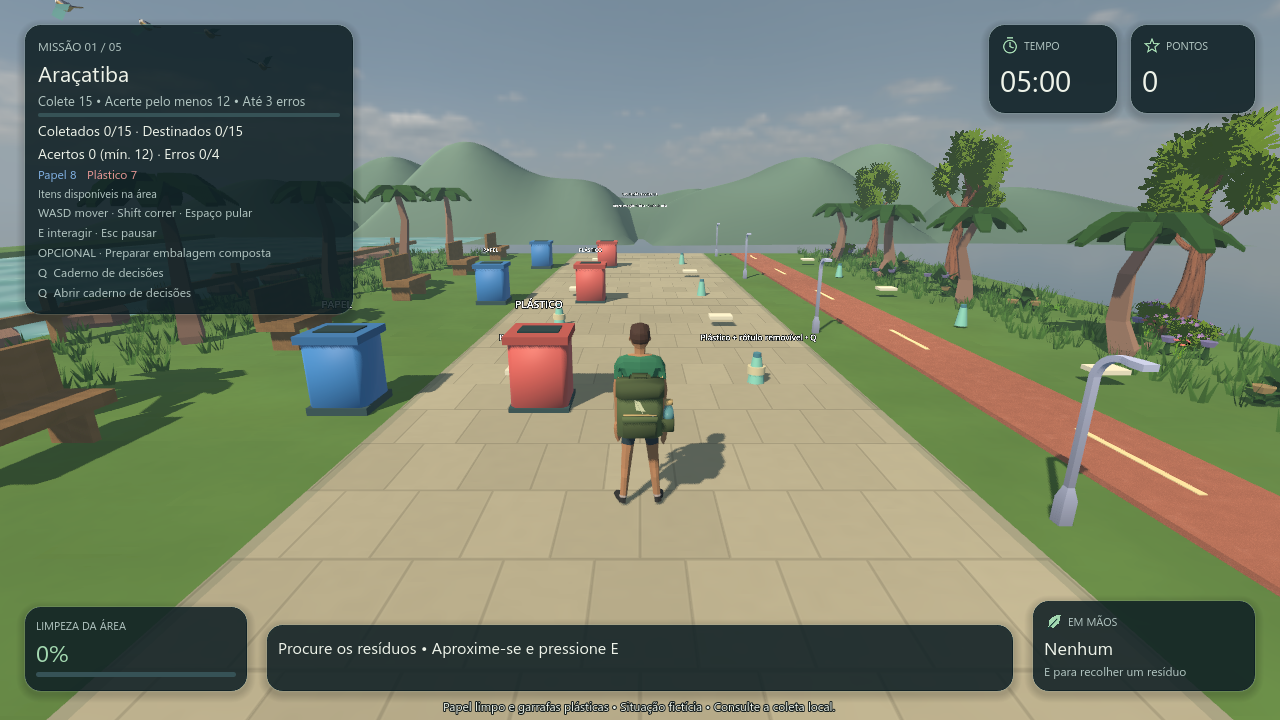 MISSÃO 01 / 05
Araçatiba
Colete 15 • Acerte pelo menos 12 • Até 3 erros
Coletados 0/15 · Destinados 0/15
Acertos 0 (mín. 12) · Erros 0/4
Papel 8 Plástico 7
Itens disponíveis na área
WASD mover · Shift correr · Espaço pular
E interagir · Esc pausar
OPCIONAL · Preparar embalagem composta
Q Caderno de decisões
Q Abrir caderno de decisões
TEMPO
05:00
PONTOS
0
PAPEL
PLÁSTICO
PAPEL
PLÁSTICO
Plástico + rótulo removível • Q
LIMPEZA DA ÁREA
0%
Procure os resíduos • Aproxime-se e pressione E
EM MÃOS
Nenhum
E para recolher um resíduo
Papel limpo e garrafas plásticas • Situação fictícia • Consulte a coleta local.